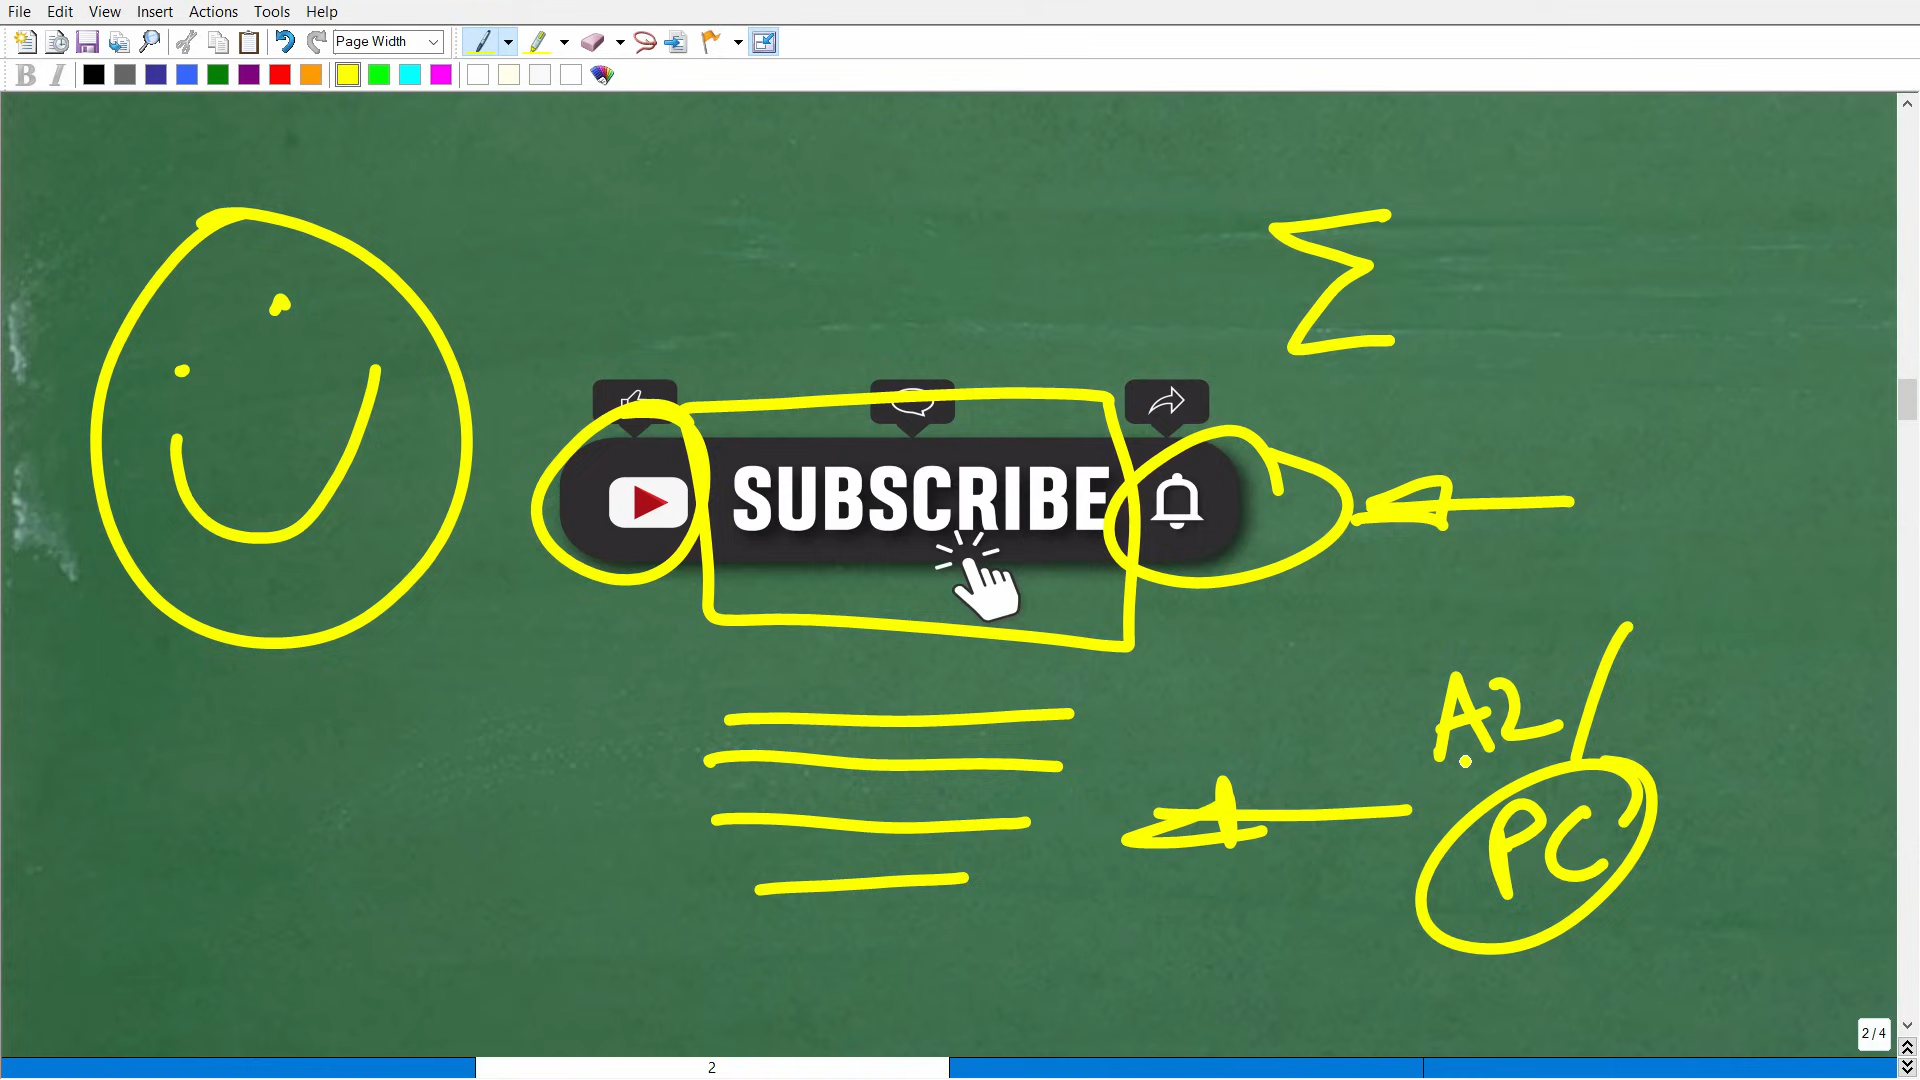 File Edit View Insert Actions Tools Help
Page Width
B I
Σ
SUBSCRIBE
A2/
PC
2 / 4
2